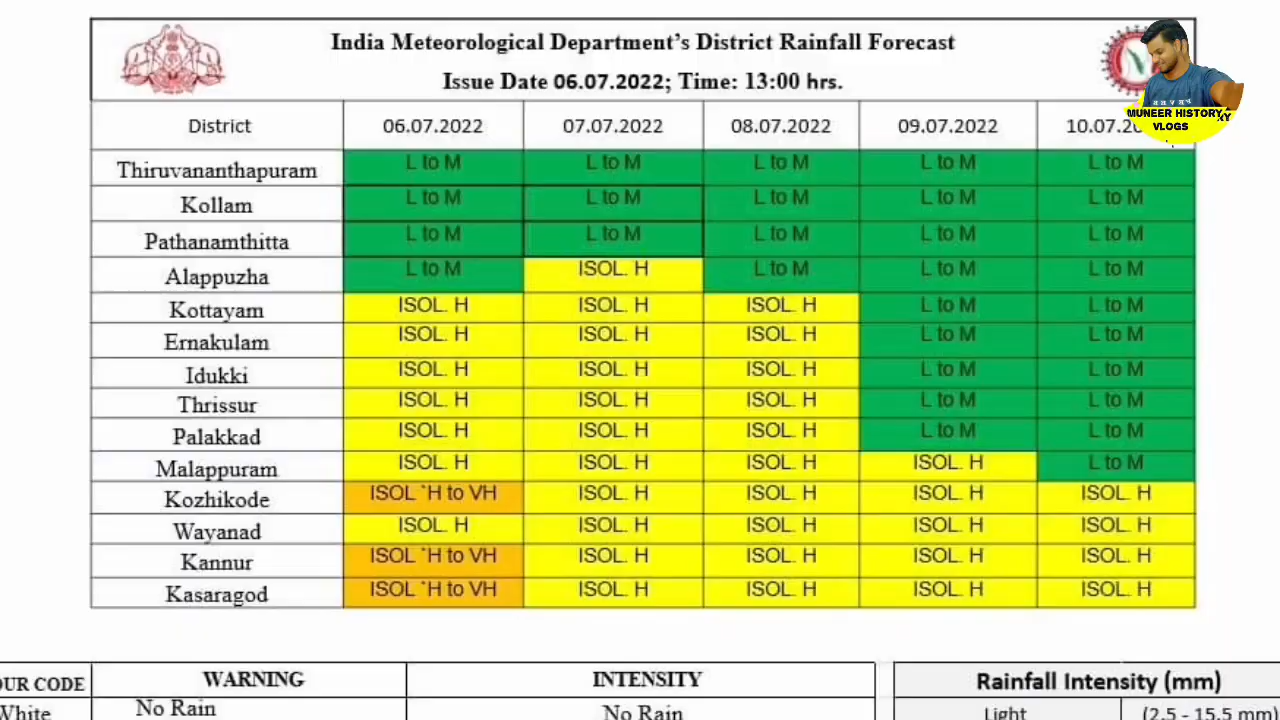 India Meteorological Department’s District Rainfall Forecast
Issue Date 06.07.2022; Time: 13:00 hrs.
MUNEER HISTORY
VLOGS
District 06.07.2022 07.07.2022 08.07.2022 09.07.2022 10.07.20
Thiruvananthapuram L to M L to M L to M L to M L to M
Kollam L to M L to M L to M L to M L to M
Pathanamthitta L to M L to M L to M L to M L to M
Alappuzha L to M ISOL. H L to M L to M L to M
Kottayam ISOL. H ISOL. H ISOL. H L to M L to M
Ernakulam ISOL. H ISOL. H ISOL. H L to M L to M
Idukki ISOL. H ISOL. H ISOL. H L to M L to M
Thrissur ISOL. H ISOL. H ISOL. H L to M L to M
Palakkad ISOL. H ISOL. H ISOL. H L to M L to M
Malappuram ISOL. H ISOL. H ISOL. H ISOL. H L to M
Kozhikode ISOL *H to VH ISOL. H ISOL. H ISOL. H ISOL. H
Wayanad ISOL. H ISOL. H ISOL. H ISOL. H ISOL. H
Kannur ISOL *H to VH ISOL. H ISOL. H ISOL. H ISOL. H
Kasaragod ISOL *H to VH ISOL. H ISOL. H ISOL. H ISOL. H
OUR CODE WARNING INTENSITY Rainfall Intensity (mm)
White No Rain No Rain Light (2.5 - 15.5 mm)